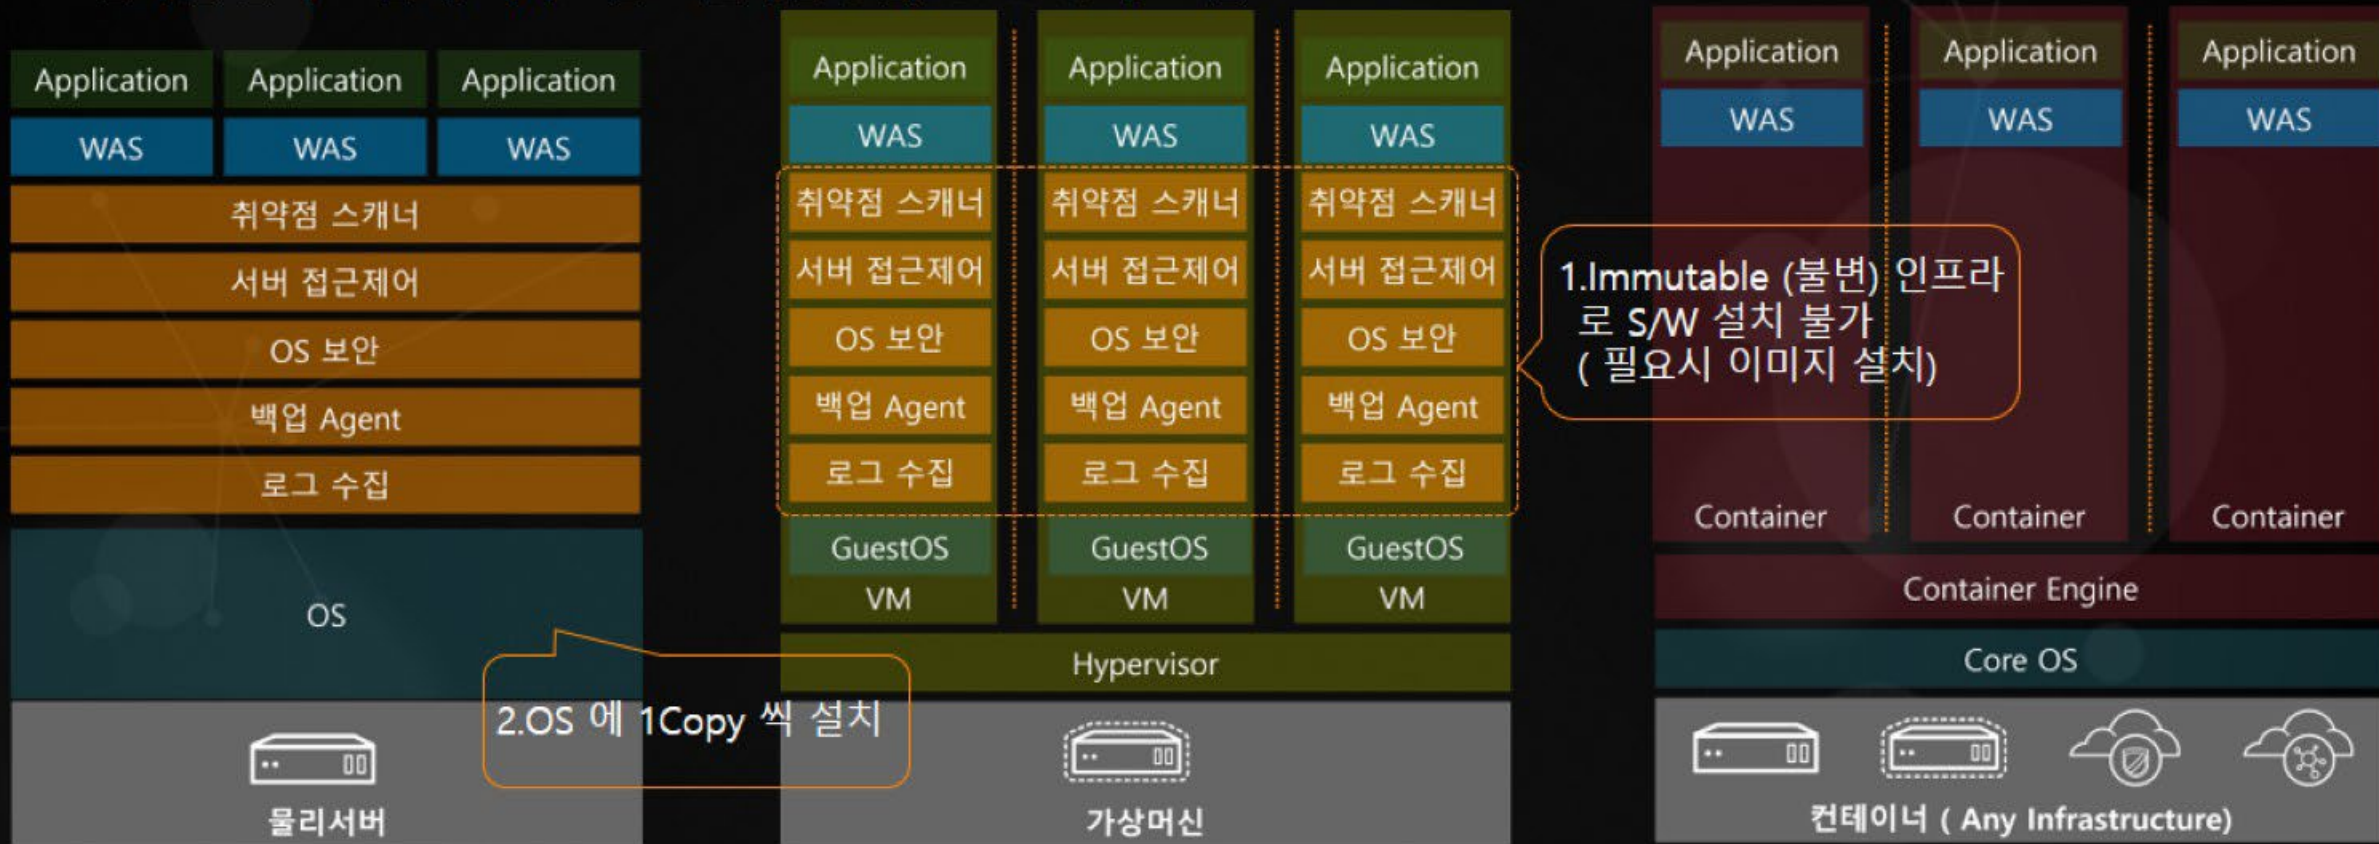 Application Application Application
WAS WAS WAS
취약점 스캐너
서버 접근제어
OS 보안
백업 Agent
로그 수집
OS
2.OS 에 1Copy 씩 설치
물리서버
Application Application Application
WAS WAS WAS
취약점 스캐너 취약점 스캐너 취약점 스캐너
서버 접근제어 서버 접근제어 서버 접근제어
OS 보안 OS 보안 OS 보안
백업 Agent 백업 Agent 백업 Agent
로그 수집 로그 수집 로그 수집
GuestOS GuestOS GuestOS
VM VM VM
Hypervisor
가상머신
Application Application Application
WAS WAS WAS
1.Immutable (불변) 인프라
로 S/W 설치 불가
( 필요시 이미지 설치)
Container Container Container
Container Engine
Core OS
컨테이너 ( Any Infrastructure)